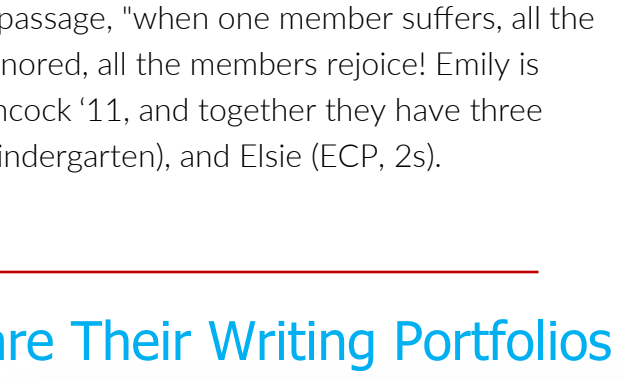 passage, "when one member suffers, all the
nored, all the members rejoice! Emily is
ncock ‘11, and together they have three
indergarten), and Elsie (ECP, 2s).
are Their Writing Portfolios